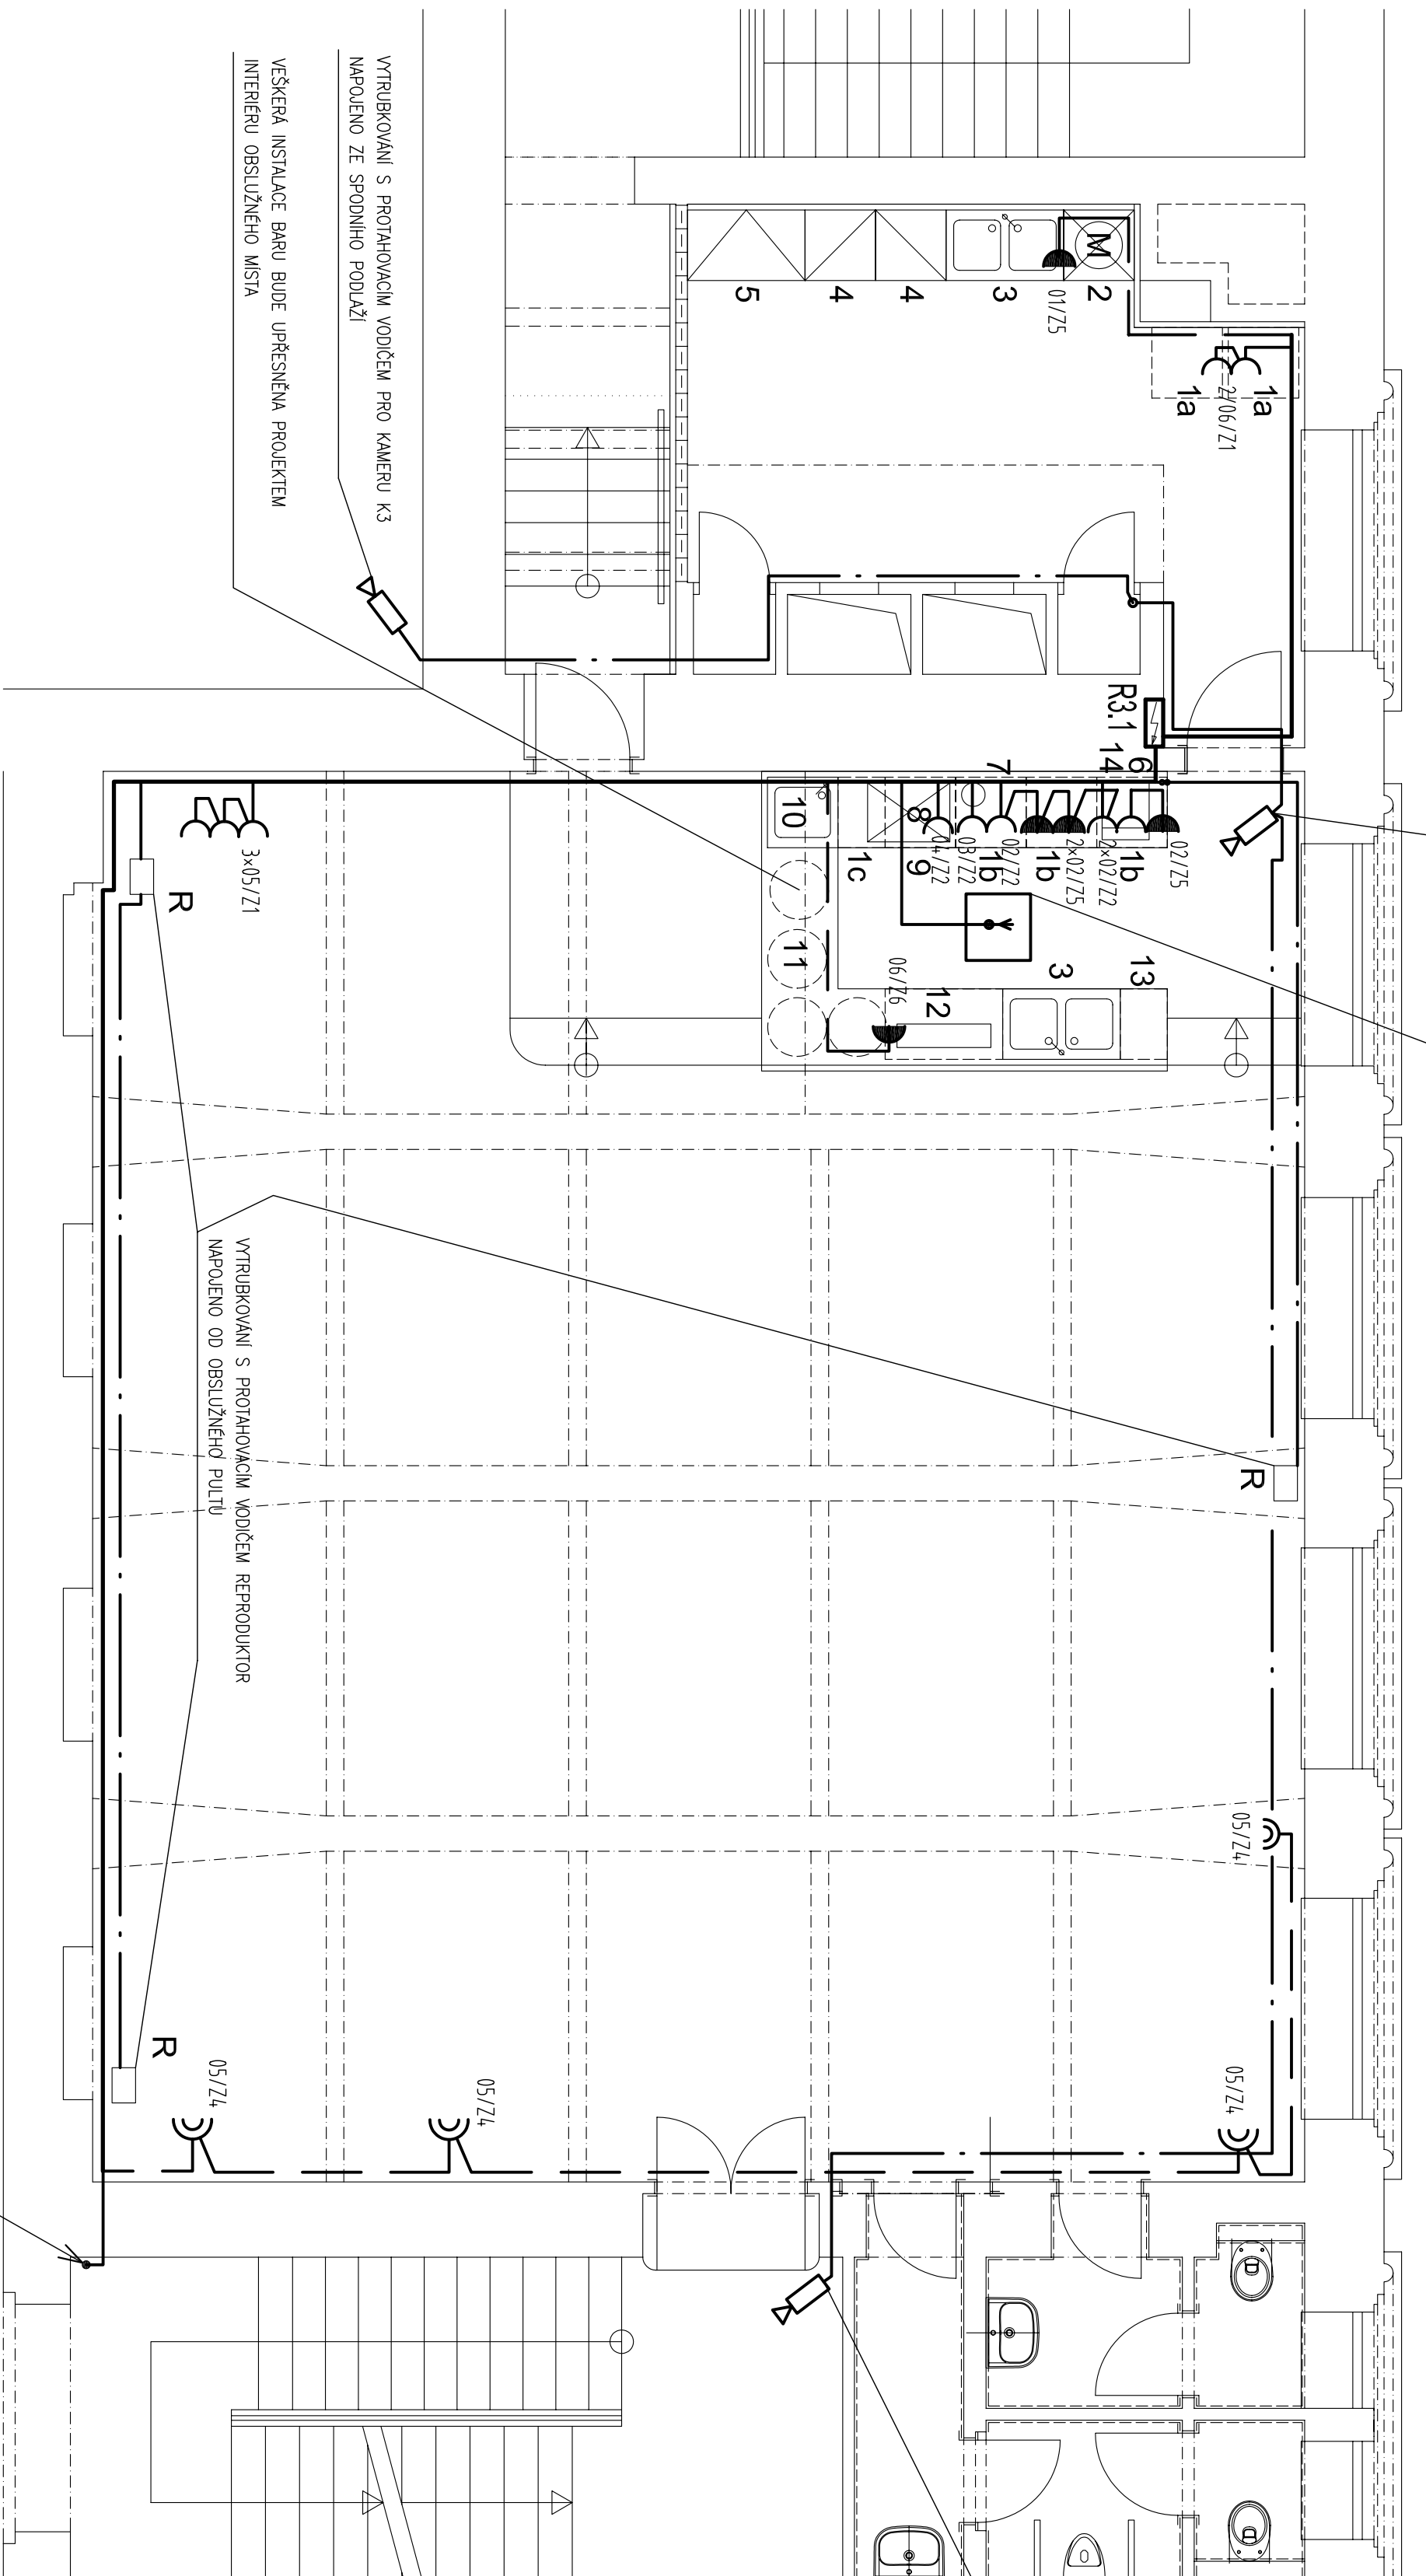 VYTRUBKOVÁNÍ S PROTAHOVACÍM VODIČEM PRO KAMERU K3
NAPOJENO ZE SPODNÍHO PODLAŽÍ
VEŠKERÁ INSTALACE BARU BUDE UPŘESNĚNA PROJEKTEM
INTERIÉRU OBSLUŽNÉHO MÍSTA
1a
2/06/Z1
1a
M
2
01/Z5
3
4
4
5
R3.1
6
14
7
02/Z5
1b
2x02/Z2
2x02/Z5
1b
02/Z2
1b
03/Z2
04/Z2
8
9
1c
10
11
06/Z6
12
3
13
3x05/Z1
R
VYTRUBKOVÁNÍ S PROTAHOVACÍM VODIČEM REPRODUKTOR
NAPOJENO OD OBSLUŽNÉHO PULTU
R
05/Z4
R
05/Z4
05/Z4
05/Z4